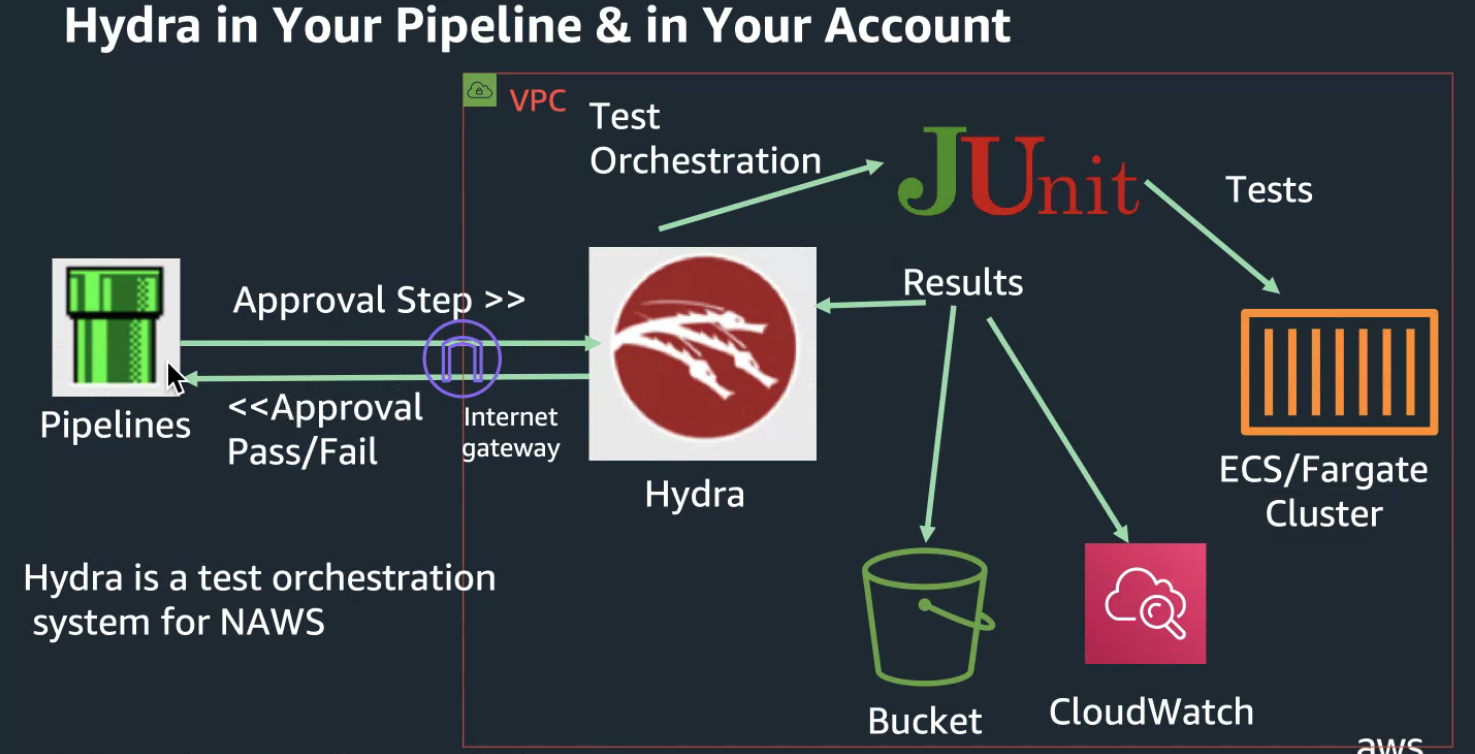 Hydra in Your Pipeline & in Your Account
VPC
Test
Orchestration
JUnit
Tests
Approval Step >>
Results
<<Approval
Pass/Fail
Internet
gateway
Pipelines
Hydra
ECS/Fargate
Cluster
Hydra is a test orchestration
system for NAWS
Bucket
CloudWatch
aws